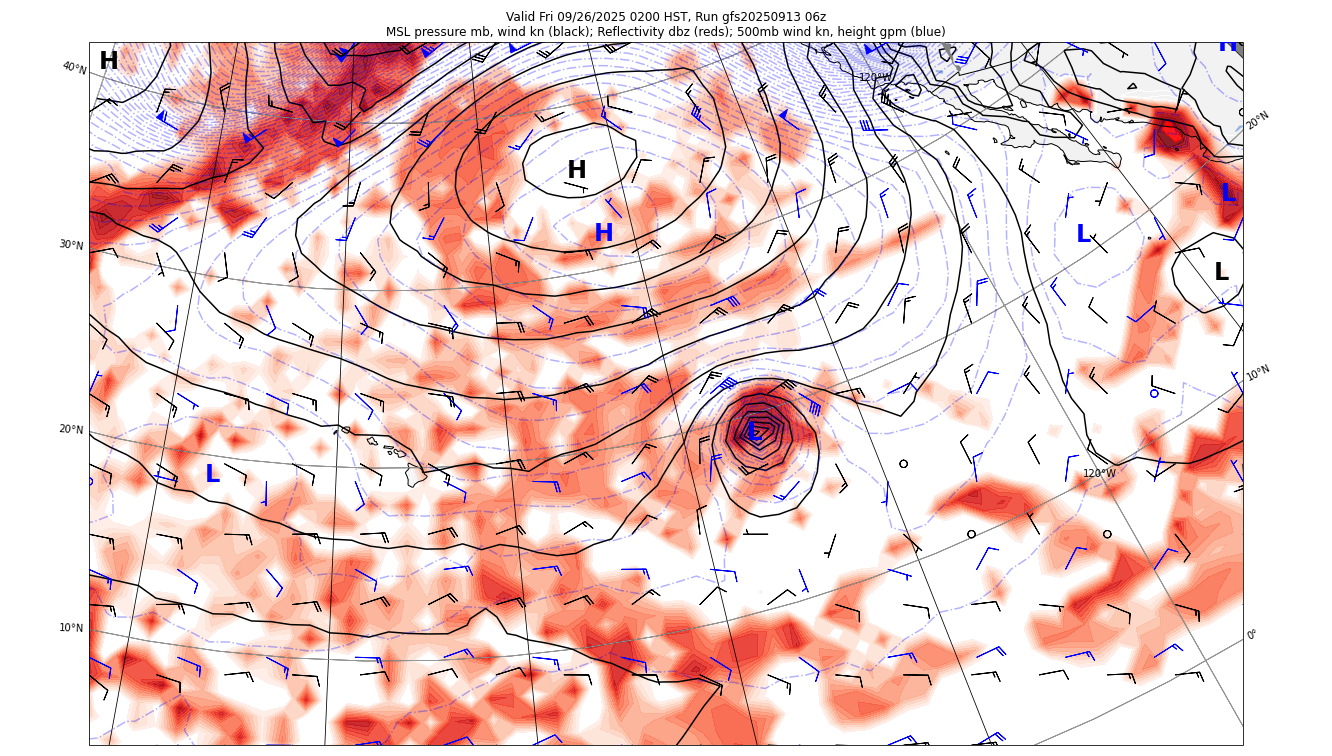 Valid Fri 09/26/2025 0200 HST, Run gfs20250913 06z
MSL pressure mb, wind kn (black); Reflectivity dbz (reds); 500mb wind kn, height gpm (blue)
H
H
40°N
120°W
20°N
H
L
H
L
30°N
L
10°N
20°N
L
L
120°W
10°N
0°